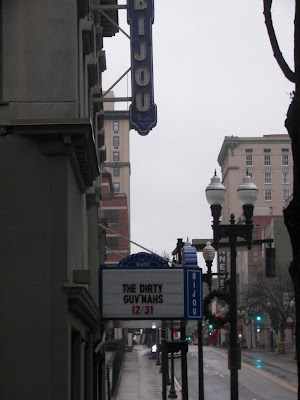 BIJOU
THE DIRTY
GUV'NAHS
12/31
BIJOU